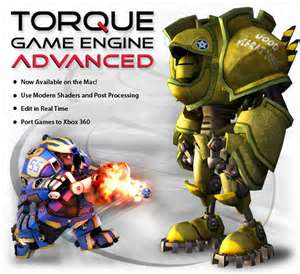 TORQUE
GAME ENGINE
ADVANCED
Now Available on the Mac!
Use Modern Shaders and Post Processing
Edit in Real Time
Port Games to Xbox 360
55